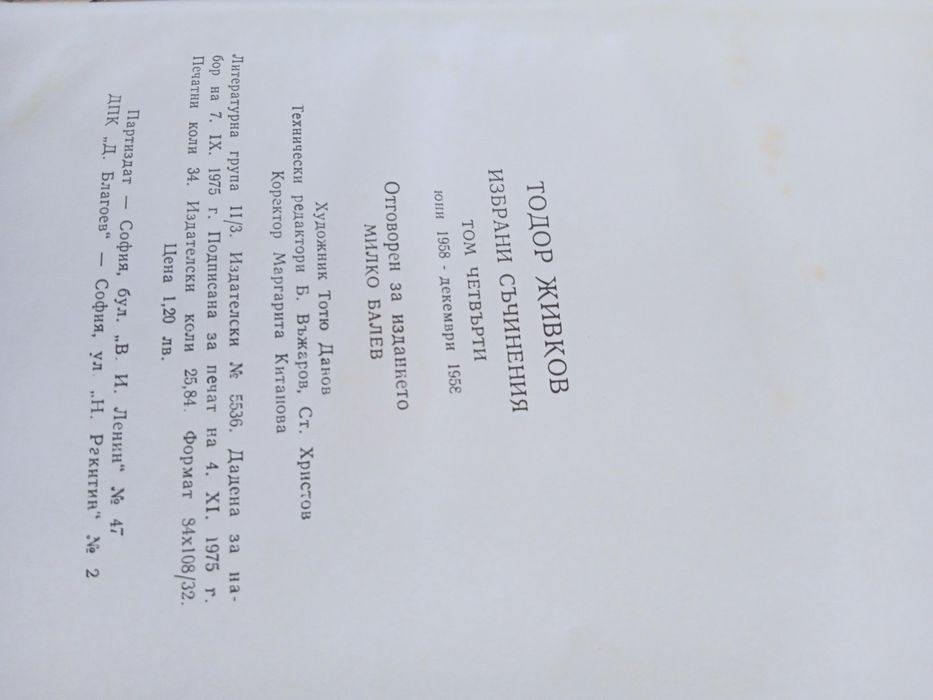 ТОДОР ЖИВКОВ
ИЗБРАНИ СЪЧИНЕНИЯ
ТОМ ЧЕТВЪРТИ
юни 1958 - декември 1958
Отговорен за изданието
МИЛКО БАЛЕВ
Художник Тотю Данов
Технически редактори Б. Въжаров, Ст. Христов
Коректор Маргарита Китанова
Литературна група II/3. Издателски № 5536. Дадена за на-
бор на 7. IX. 1975 г. Подписана за печат на 4. XI. 1975 г.
Печатни коли 34. Издателски коли 25,84. Формат 84x108/32.
Цена 1,20 лв.
Партиздат — София, бул. „В. И. Ленин“ № 47
ДПК „Д. Благоев“ — София, ул. „Н. Ракитин“ № 2